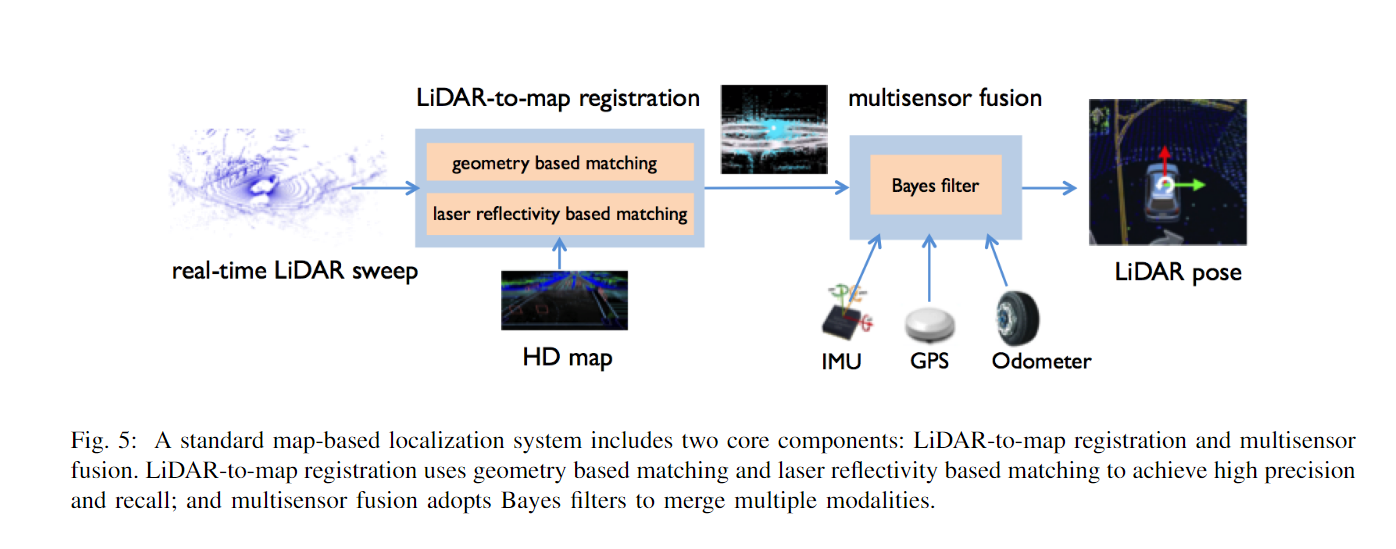 LiDAR-to-map registration
multisensor fusion
geometry based matching
laser reflectivity based matching
Bayes filter
real-time LiDAR sweep
LiDAR pose
HD map
IMU
GPS
Odometer
Fig. 5: A standard map-based localization system includes two core components: LiDAR-to-map registration and multisensor
fusion. LiDAR-to-map registration uses geometry based matching and laser reflectivity based matching to achieve high precision
and recall; and multisensor fusion adopts Bayes filters to merge multiple modalities.